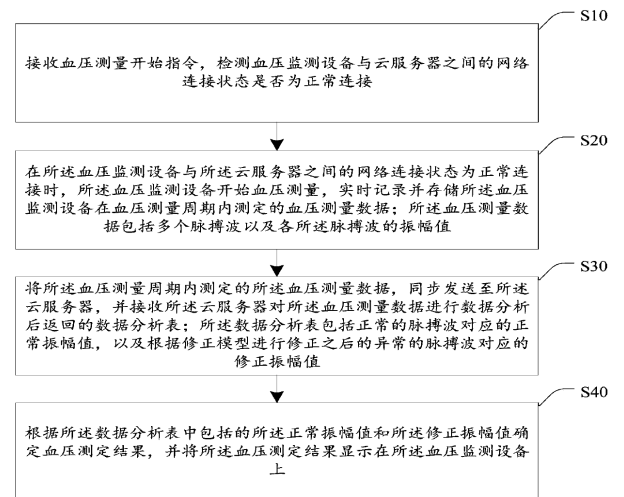 S10
接收血压测量开始指令，检测血压监测设备与云服务器之间的网络
连接状态是否为正常连接
S20
在所述血压监测设备与所述云服务器之间的网络连接状态为正常连
接时，所述血压监测设备开始血压测量，实时记录并存储所述血压
监测设备在血压测量周期内测定的血压测量数据；所述血压测量数
据包括多个脉搏波以及各所述脉搏波的振幅值
S30
将所述血压测量周期内测定的所述血压测量数据，同步发送至所述
云服务器，并接收所述云服务器对所述血压测量数据进行数据分析
后返回的数据分析表；所述数据分析表包括正常的脉搏波对应的正
常振幅值，以及根据修正模型进行修正之后的异常的脉搏波对应的
修正振幅值
S40
根据所述数据分析表中包括的所述正常振幅值和所述修正振幅值确
定血压测定结果，并将所述血压测定结果显示在所述血压监测设备
上